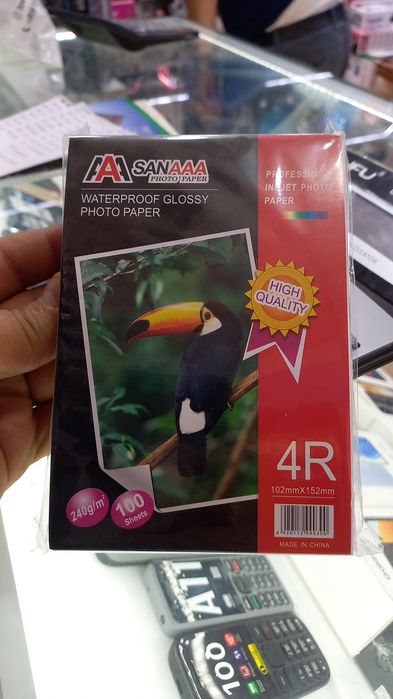 SANAAA
PHOTO PAPER
WATERPROOF GLOSSY
PHOTO PAPER
PROFESSIONAL
INKJET PHOTO
PAPER
HIGH
QUALITY
4R
102mmX152mm
240g/m²
100
Sheets
MADE IN CHINA
100